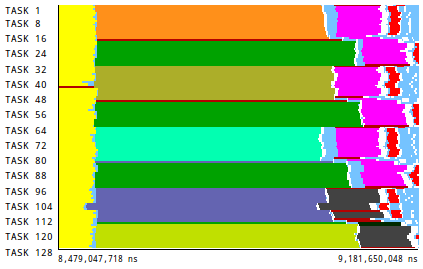 TASK 1
TASK 8
TASK 16
TASK 24
TASK 32
TASK 40
TASK 48
TASK 56
TASK 64
TASK 72
TASK 80
TASK 88
TASK 96
TASK 104
TASK 112
TASK 120
TASK 128
8,479,047,718 ns 9,181,650,048 ns